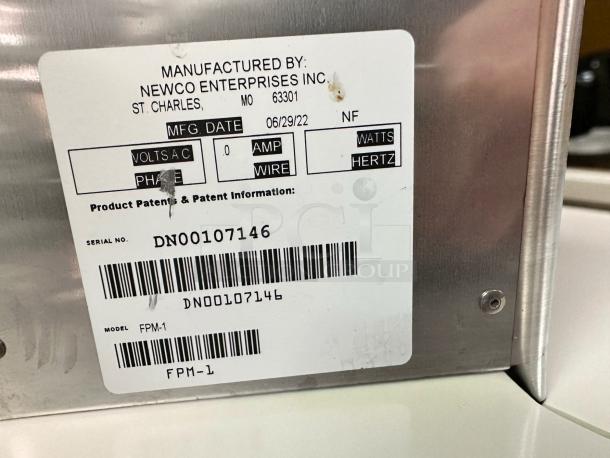 MANUFACTURED BY:
NEWCO ENTERPRISES INC.
ST. CHARLES, MO 63301
MFG DATE 06/29/22 NF
VOLTS A C .0 AMP WATTS
PHASE WIRE HERTZ
Product Patents & Patent Information:
SERIAL NO. DN00107146
DN00107146
MODEL FPM-1
FPM-1